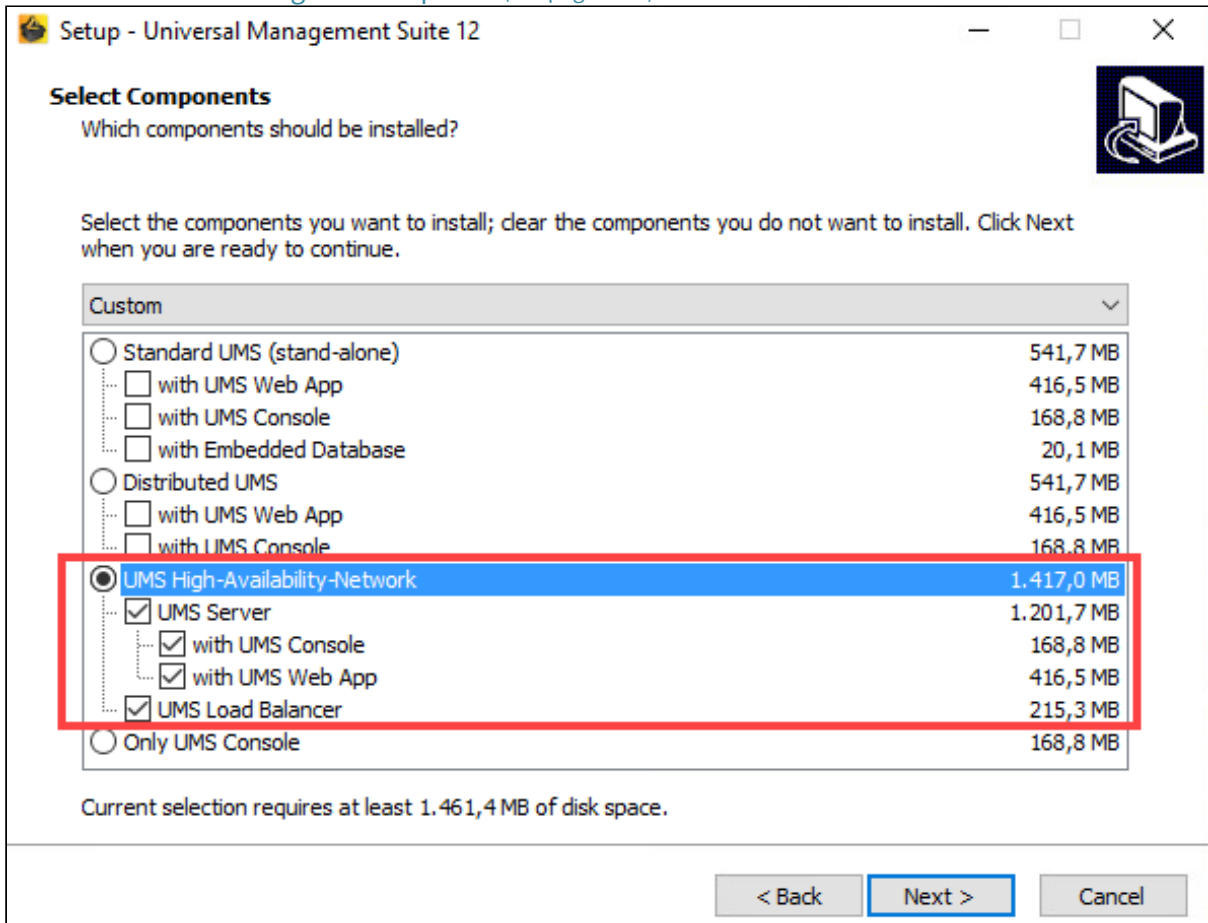 Setup - Universal Management Suite 12
Select Components
Which components should be installed?
Select the components you want to install; clear the components you do not want to install. Click Next
when you are ready to continue.
Custom
Standard UMS (stand-alone) 541,7 MB
with UMS Web App 416,5 MB
with UMS Console 168,8 MB
with Embedded Database 20,1 MB
Distributed UMS 541,7 MB
with UMS Web App 416,5 MB
with UMS Console 168,8 MB
UMS High-Availability-Network 1.417,0 MB
UMS Server 1.201,7 MB
with UMS Console 168,8 MB
with UMS Web App 416,5 MB
UMS Load Balancer 215,3 MB
Only UMS Console 168,8 MB
Current selection requires at least 1.461,4 MB of disk space.
< Back Next > Cancel